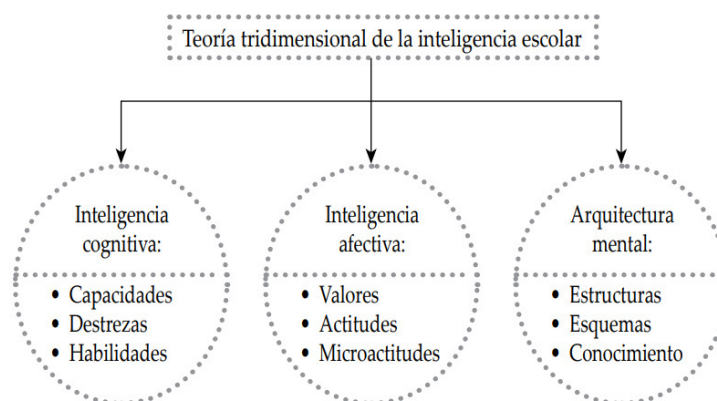 Teoría tridimensional de la inteligencia escolar
Inteligencia
cognitiva:
• Capacidades
• Destrezas
• Habilidades
Inteligencia
afectiva:
• Valores
• Actitudes
• Microactitudes
Arquitectura
mental:
• Estructuras
• Esquemas
• Conocimiento